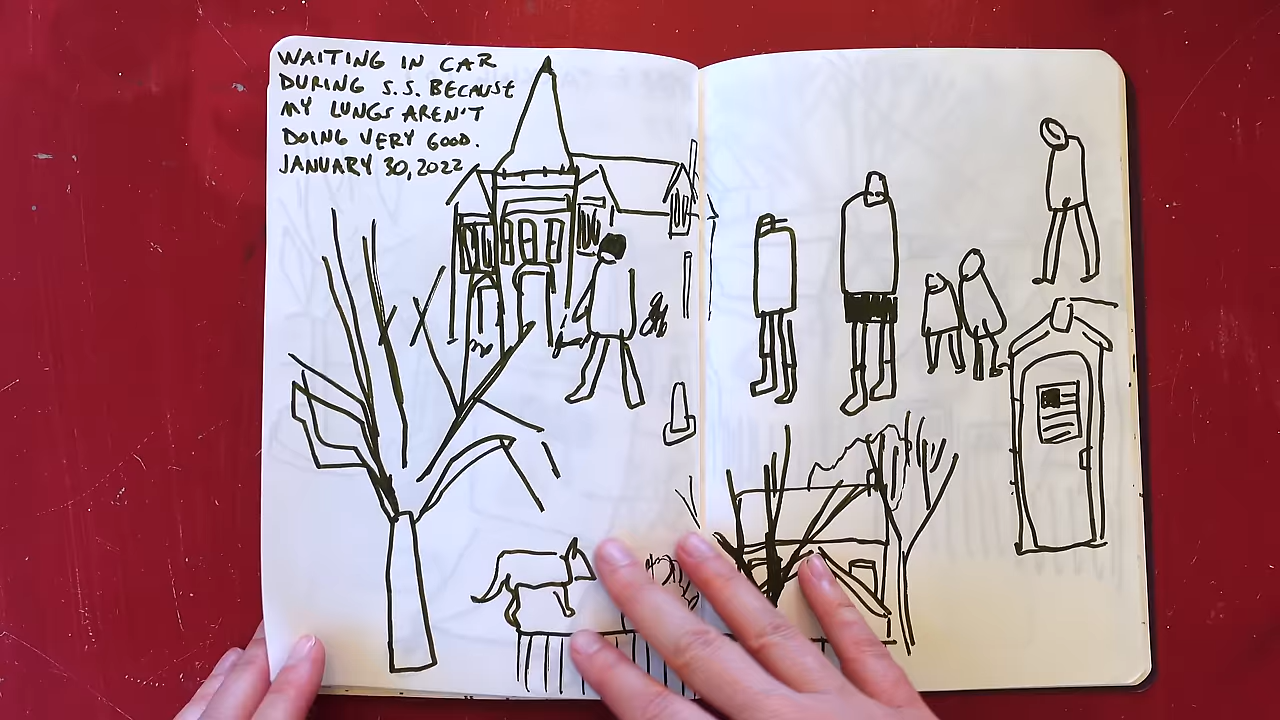 WAITING IN CAR
DURING S.S. BECAUSE
MY LUNGS AREN'T
DOING VERY GOOD.
JANUARY 30, 2022